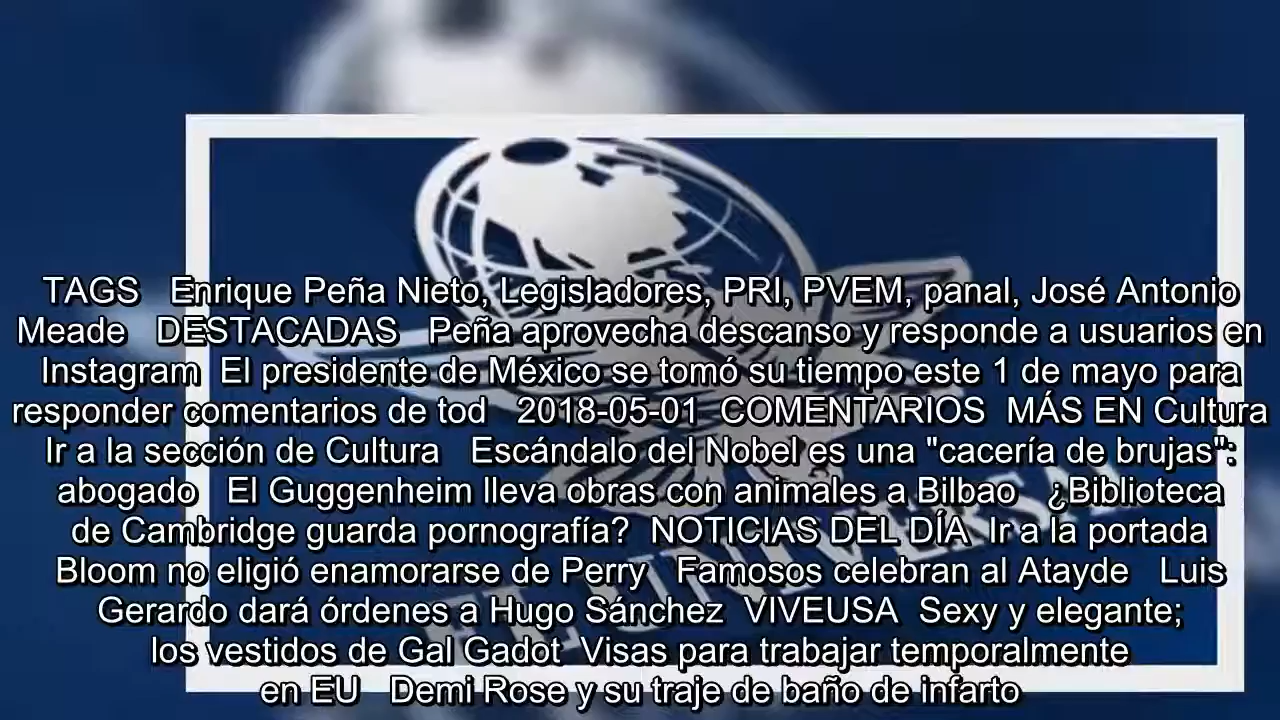 TAGS Enrique Peña Nieto, Legisladores, PRI, PVEM, panal, José Antonio
Meade DESTACADAS Peña aprovecha descanso y responde a usuarios en
Instagram El presidente de México se tomó su tiempo este 1 de mayo para
responder comentarios de tod 2018-05-01 COMENTARIOS MÁS EN Cultura
Ir a la sección de Cultura Escándalo del Nobel es una "cacería de brujas":
abogado El Guggenheim lleva obras con animales a Bilbao ¿Biblioteca
de Cambridge guarda pornografía? NOTICIAS DEL DÍA Ir a la portada
Bloom no eligió enamorarse de Perry Famosos celebran al Atayde Luis
Gerardo dará órdenes a Hugo Sánchez VIVEUSA Sexy y elegante;
los vestidos de Gal Gadot Visas para trabajar temporalmente
en EU Demi Rose y su traje de baño de infarto
EL UNIVERSAL